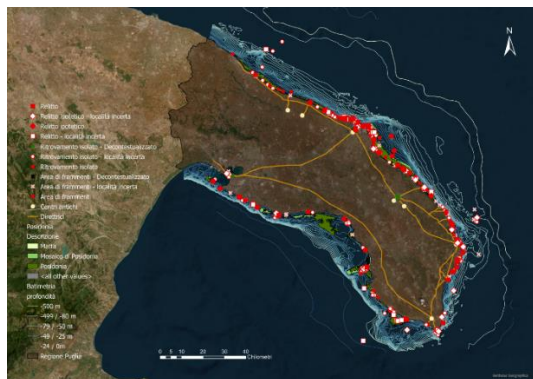 N
Relitto
Relitto ipotetico - località incerta
Relitto ipotetico
Relitto - località incerta
Ritrovamento isolato - Decontestualizzato
Ritrovamento isolato - località incerta
Ritrovamento isolato
Area di frammenti - Decontestualizzato
Area di frammenti - località incerta
Area di frammenti
Centri antichi
Direttrici
Posidonia
Descrizione
Matte
Mosaico di Posidonia
Posidonia
<all other values>
Batimetria
profondità
-500 m
-499 / -80 m
-79 / -50 m
-49 / -25 m
-24 / 0m
Regione Puglia
0 5 10 20 30 40
Chilometri